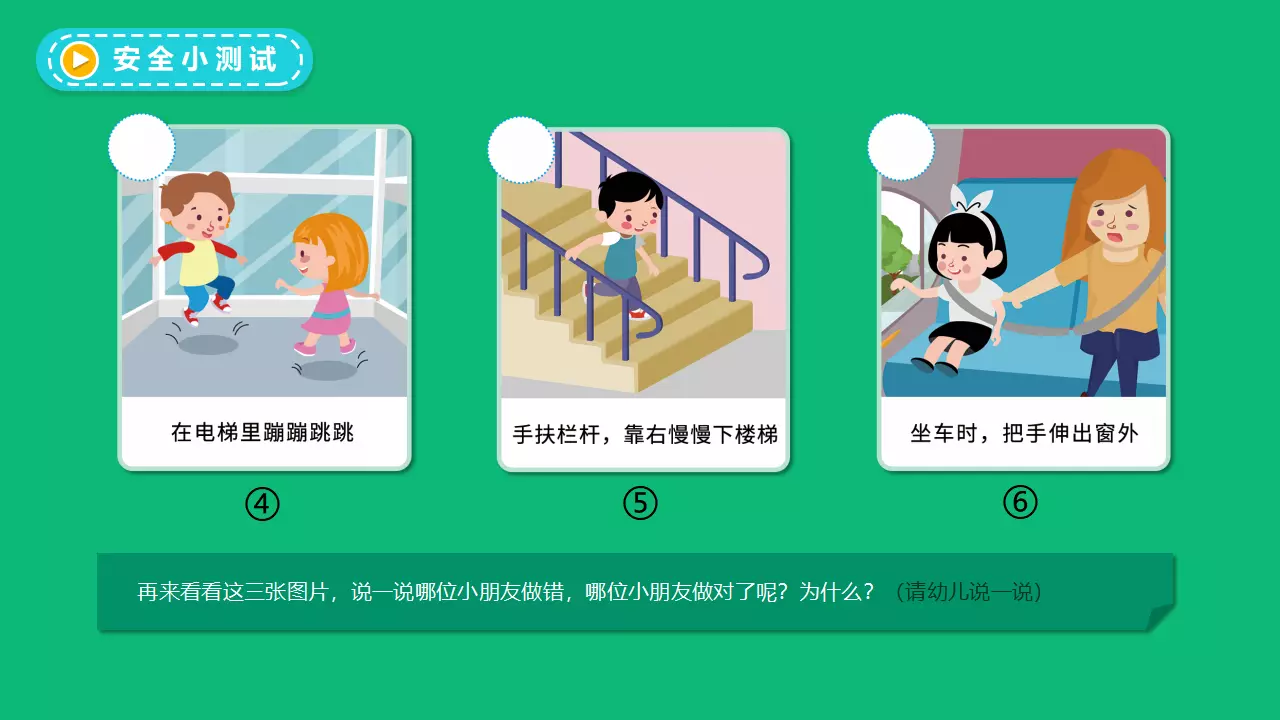 安全小测试
在电梯里蹦蹦跳跳
手扶栏杆，靠右慢慢下楼梯
坐车时，把手伸出窗外
④
⑤
⑥
再来看看这三张图片，说一说哪位小朋友做错，哪位小朋友做对了呢？为什么？（请幼儿说一说）